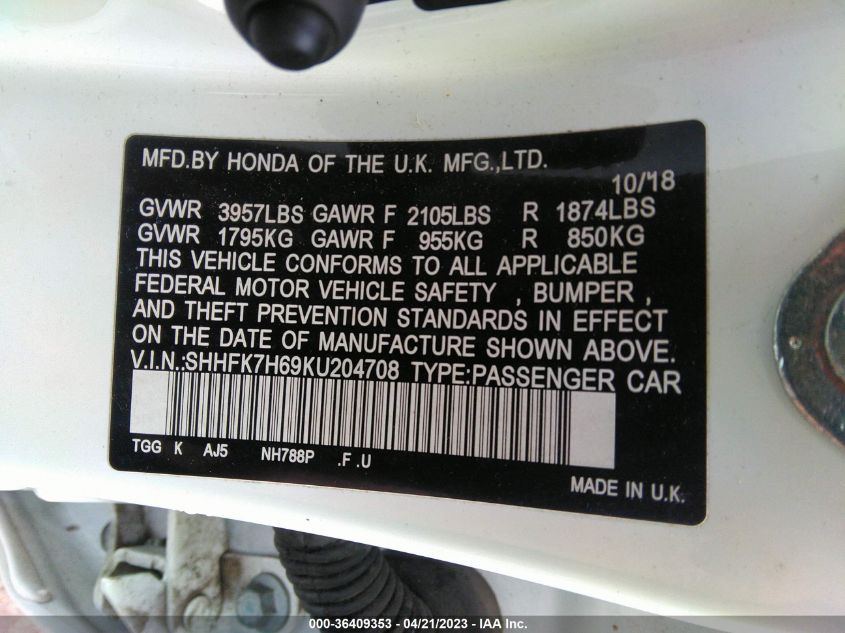 MFD.BY HONDA OF THE U.K. MFG.,LTD.
10/18
GVWR 3957LBS GAWR F 2105LBS R 1874LBS
GVWR 1795KG GAWR F 955KG R 850KG
THIS VEHICLE CONFORMS TO ALL APPLICABLE
FEDERAL MOTOR VEHICLE SAFETY , BUMPER ,
AND THEFT PREVENTION STANDARDS IN EFFECT
ON THE DATE OF MANUFACTURE SHOWN ABOVE.
V.I.N.:SHHFK7H69KU204708 TYPE:PASSENGER CAR
TGG K AJ5 NH788P .F .U
MADE IN U.K.
000-36409353 / 04/21/2023 - IAA Inc.